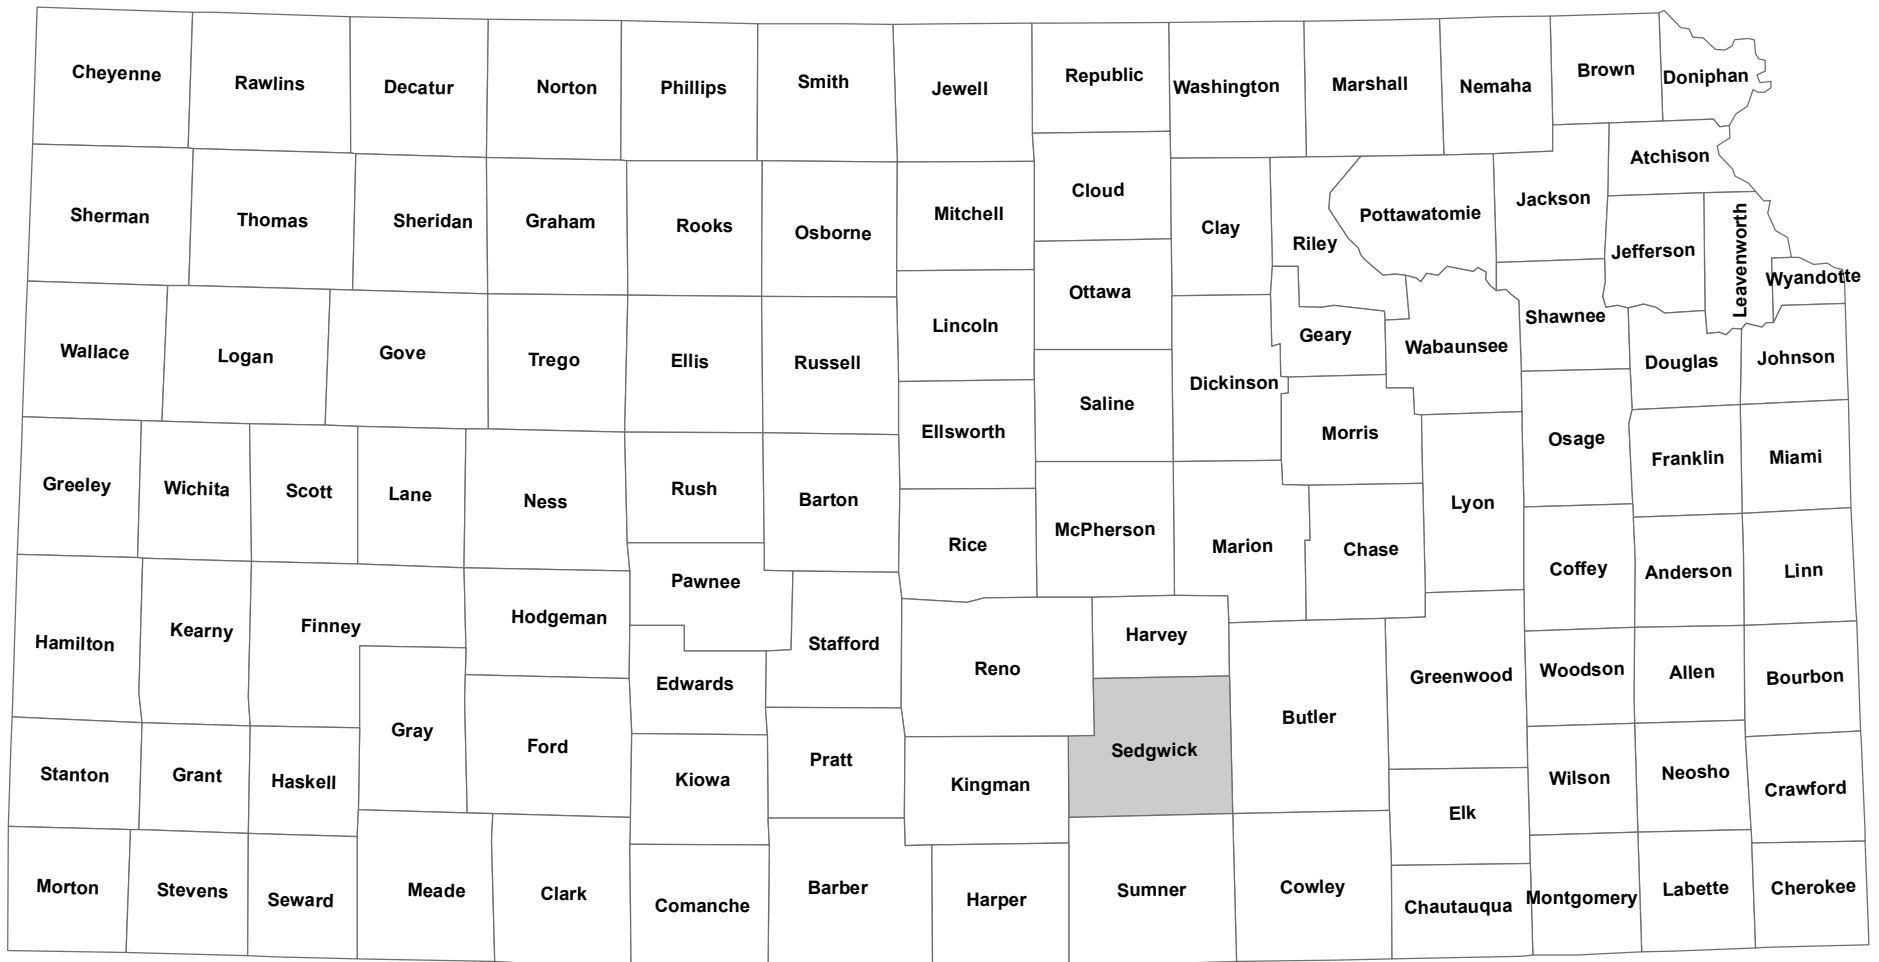 Cheyenne
Rawlins
Decatur
Norton
Phillips
Smith
Jewell
Republic
Washington
Marshall
Nemaha
Brown
Doniphan
Sherman
Thomas
Sheridan
Graham
Rooks
Osborne
Mitchell
Cloud
Clay
Riley
Pottawatomie
Jackson
Atchison
Jefferson
Leavenworth
Wyandotte
Wallace
Logan
Gove
Trego
Ellis
Russell
Lincoln
Ottawa
Saline
Dickinson
Geary
Wabaunsee
Shawnee
Douglas
Johnson
Ellsworth
Morris
Osage
Franklin
Miami
Greeley
Wichita
Scott
Lane
Ness
Rush
Barton
Rice
McPherson
Marion
Chase
Lyon
Coffey
Anderson
Linn
Hamilton
Kearny
Finney
Hodgeman
Pawnee
Stafford
Edwards
Reno
Harvey
Sedgwick
Butler
Greenwood
Woodson
Allen
Bourbon
Gray
Ford
Kiowa
Pratt
Kingman
Stanton
Grant
Haskell
Elk
Wilson
Neosho
Crawford
Morton
Stevens
Seward
Meade
Clark
Comanche
Barber
Harper
Sumner
Cowley
Chautauqua
Montgomery
Labette
Cherokee